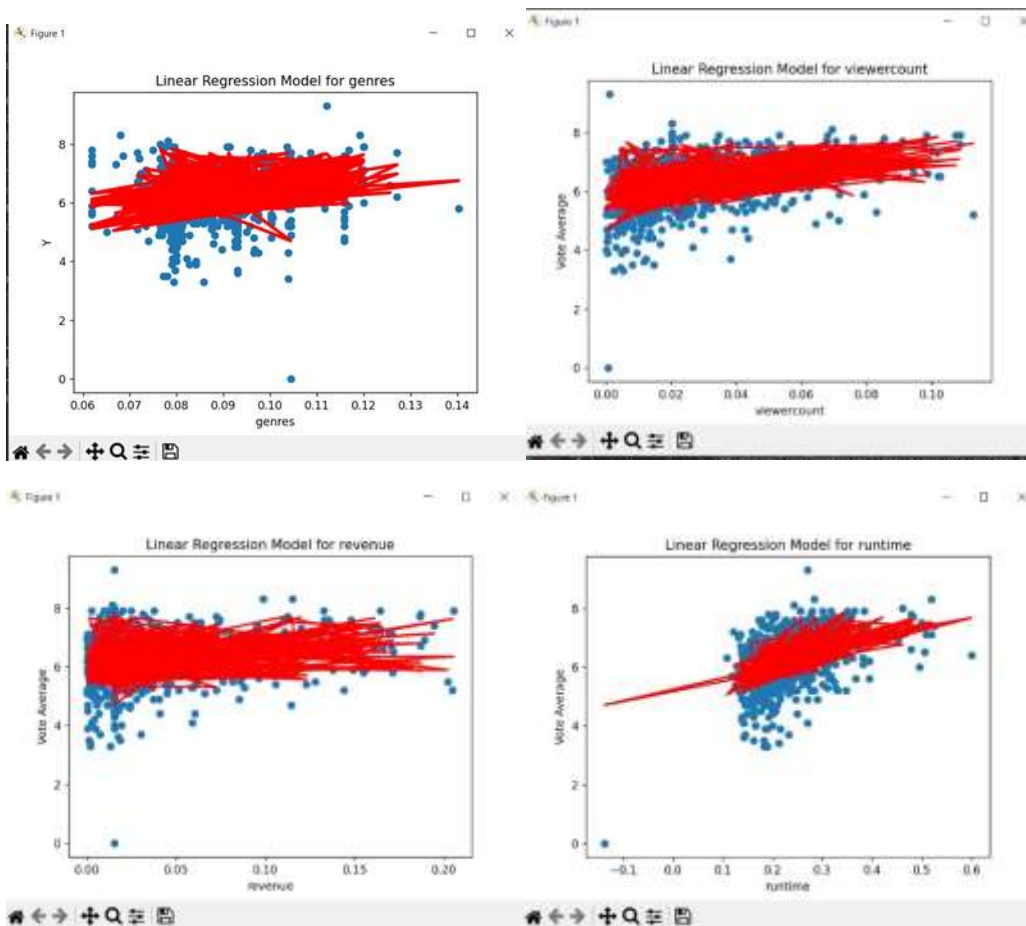 Figure 1
Linear Regression Model for genres
Y
8
6
4
2
0
0.06 0.07 0.08 0.09 0.10 0.11 0.12 0.13 0.14
genres
Figure 1
Linear Regression Model for viewercount
Vote Average
8
6
4
2
0
0.00 0.02 0.04 0.06 0.08 0.10
viewercount
Figure 1
Linear Regression Model for revenue
Vote Average
8
6
4
2
0
0.00 0.05 0.10 0.15 0.20
revenue
Figure 1
Linear Regression Model for runtime
Vote Average
8
6
4
2
0
−0.1 0.0 0.1 0.2 0.3 0.4 0.5 0.6
runtime